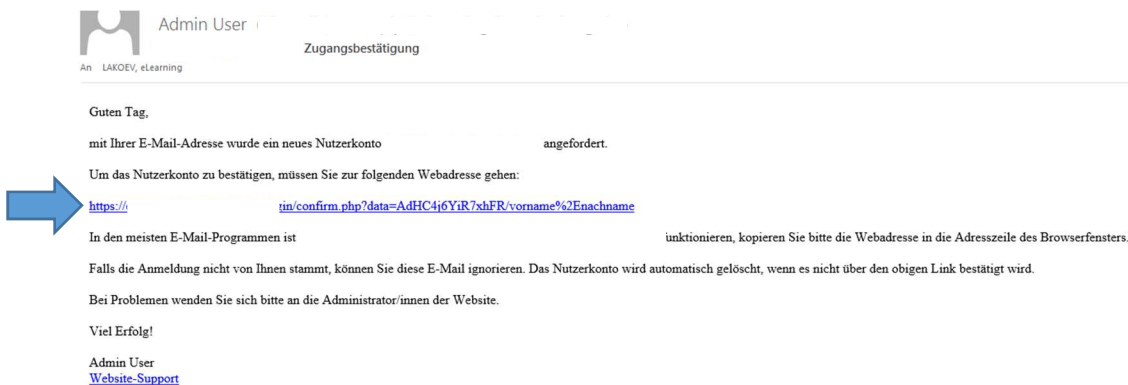 Admin User
Zugangsbestätigung
An LAKOEV, eLearning
Guten Tag,
mit Ihrer E-Mail-Adresse wurde ein neues Nutzerkonto angefordert.
Um das Nutzerkonto zu bestätigen, müssen Sie zur folgenden Webadresse gehen:
https:// in/confirm.php?data=AdHC4j6YiR7xhFR/vorname%2Enachname
In den meisten E-Mail-Programmen ist unktionieren, kopieren Sie bitte die Webadresse in die Adresszeile des Browserfensters.
Falls die Anmeldung nicht von Ihnen stammt, können Sie diese E-Mail ignorieren. Das Nutzerkonto wird automatisch gelöscht, wenn es nicht über den obigen Link bestätigt wird.
Bei Problemen wenden Sie sich bitte an die Administrator/innen der Website.
Viel Erfolg!
Admin User
Website-Support